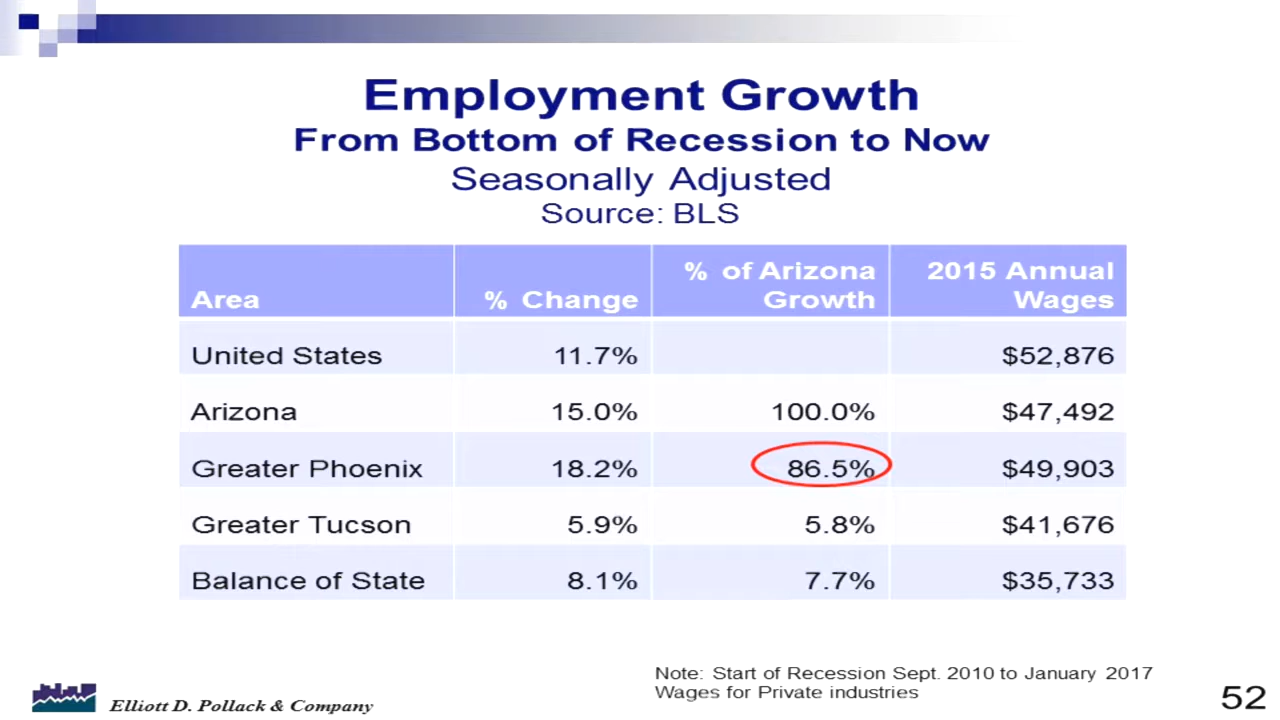 Employment Growth
From Bottom of Recession to Now
Seasonally Adjusted
Source: BLS
Area % Change % of Arizona Growth 2015 Annual Wages
United States 11.7% $52,876
Arizona 15.0% 100.0% $47,492
Greater Phoenix 18.2% 86.5% $49,903
Greater Tucson 5.9% 5.8% $41,676
Balance of State 8.1% 7.7% $35,733
Note: Start of Recession Sept. 2010 to January 2017
Wages for Private industries
Elliott D. Pollack & Company
52